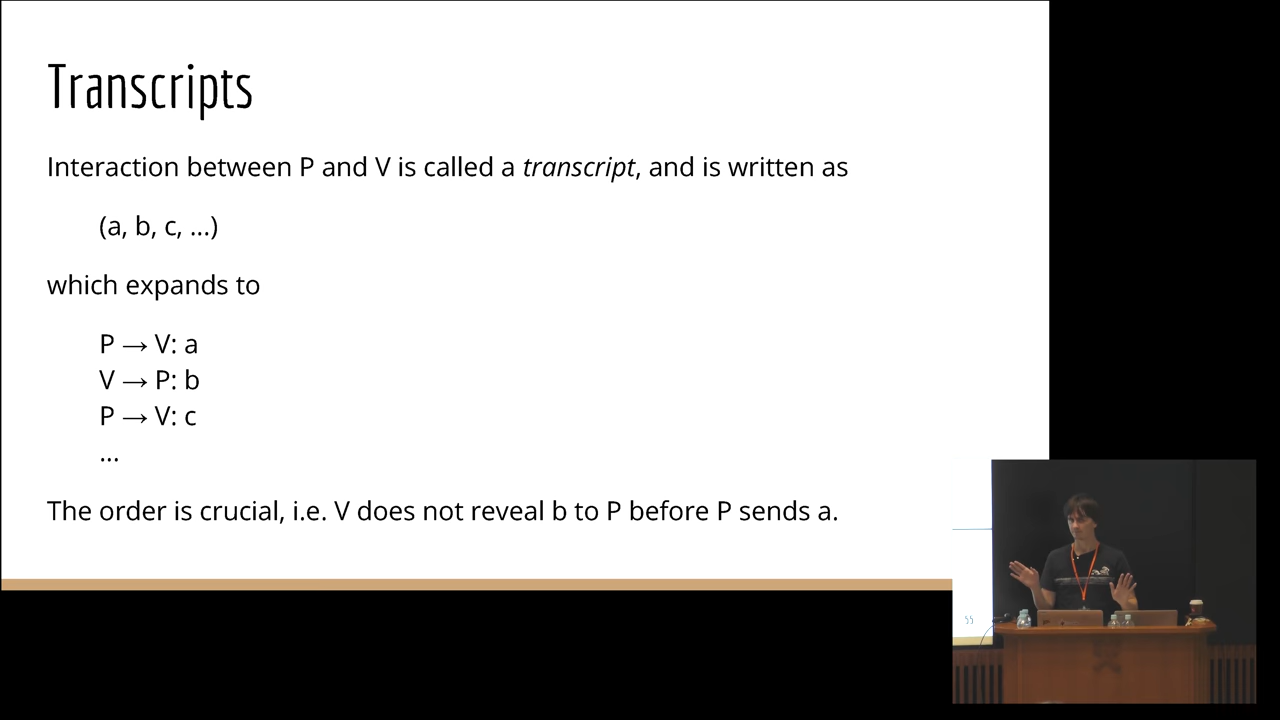 Transcripts
Interaction between P and V is called a transcript, and is written as
(a, b, c, ...)
which expands to
P → V: a
V → P: b
P → V: c
...
The order is crucial, i.e. V does not reveal b to P before P sends a.
55